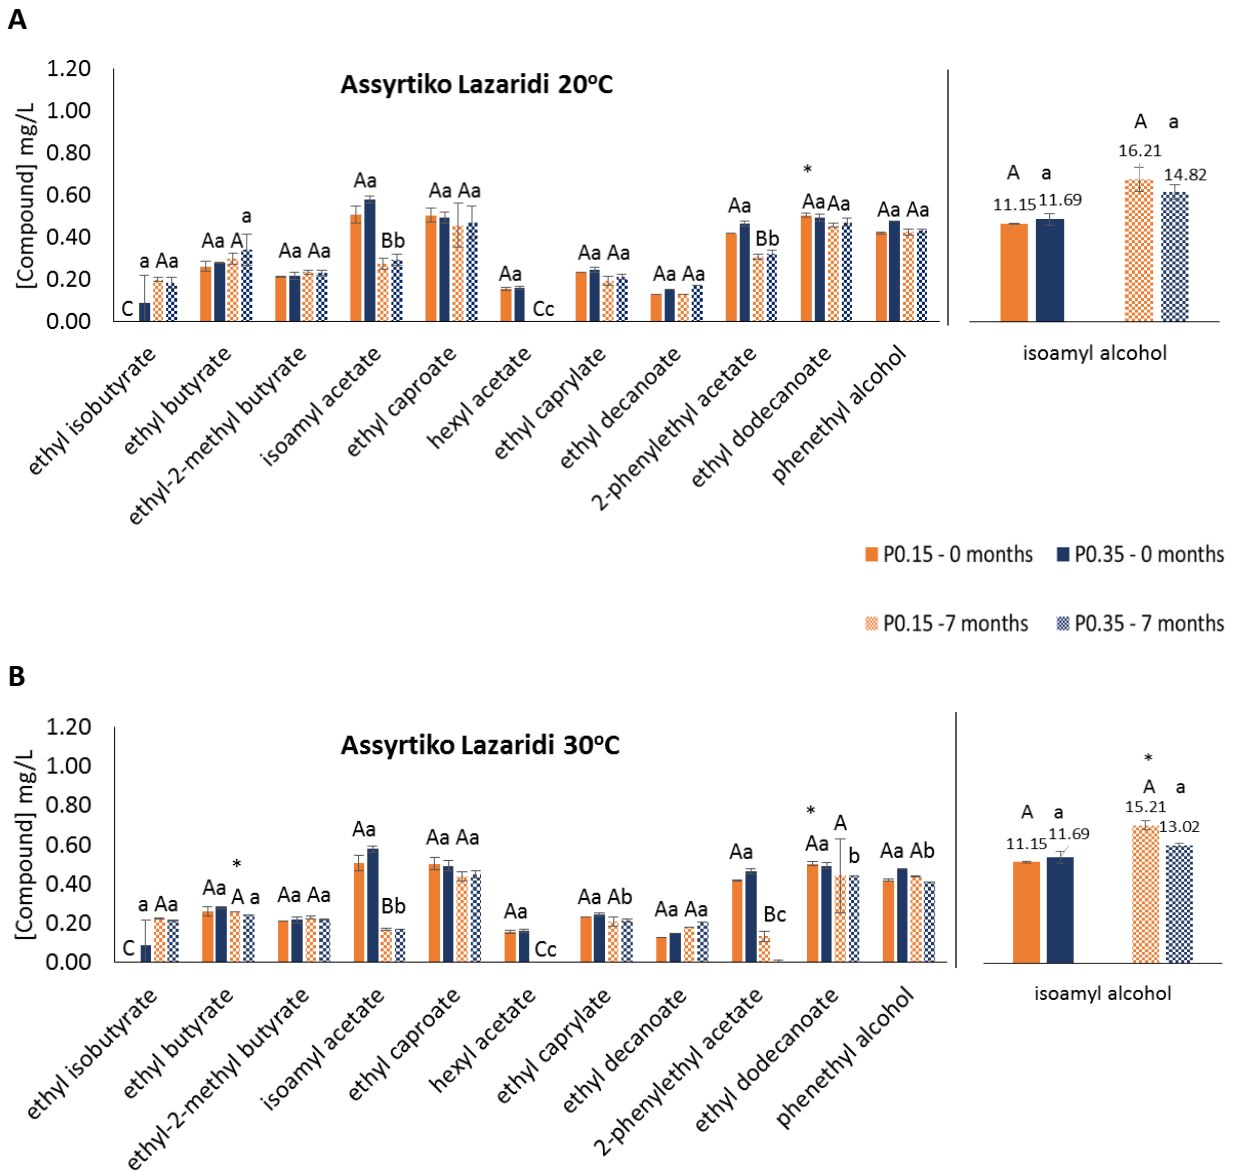 A
Assyrtiko Lazaridi 20°C
[Compound] mg/L
1.20
1.00
0.80
0.60
0.40
0.20
0.00
C a Aa
Aa A a
Aa Aa
Aa Bb
Aa Aa
Aa Cc
Aa Aa
Aa Aa
Aa Bb
*
Aa Aa
Aa Aa
A a
11.15 11.69
A a
16.21 14.82
ethyl isobutyrate
ethyl butyrate
ethyl-2-methyl butyrate
isoamyl acetate
ethyl caproate
hexyl acetate
ethyl caprylate
ethyl decanoate
2-phenylethyl acetate
ethyl dodecanoate
phenethyl alcohol
isoamyl alcohol
P0.15 - 0 months P0.35 - 0 months
P0.15 -7 months P0.35 - 7 months
B
Assyrtiko Lazaridi 30°C
[Compound] mg/L
1.20
1.00
0.80
0.60
0.40
0.20
0.00
C a Aa
*
Aa A a
Aa Aa
Aa Bb
Aa Aa
Aa Cc
Aa Ab
Aa Aa
Aa Bc
*
Aa A b
Aa Ab
A a
11.15 11.69
*
A a
15.21 13.02
ethyl isobutyrate
ethyl butyrate
ethyl-2-methyl butyrate
isoamyl acetate
ethyl caproate
hexyl acetate
ethyl caprylate
ethyl decanoate
2-phenylethyl acetate
ethyl dodecanoate
phenethyl alcohol
isoamyl alcohol